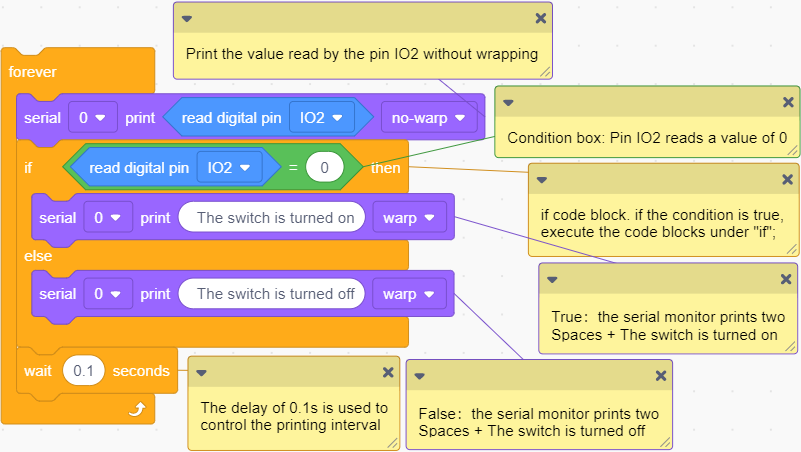 Print the value read by the pin IO2 without wrapping
forever
serial 0 print read digital pin IO2 no-warp
Condition box: Pin IO2 reads a value of 0
if read digital pin IO2 = 0 then
if code block. if the condition is true,
execute the code blocks under "if";
serial 0 print The switch is turned on warp
else
serial 0 print The switch is turned off warp
True: the serial monitor prints two
Spaces + The switch is turned on
wait 0.1 seconds
The delay of 0.1s is used to
control the printing interval
False: the serial monitor prints two
Spaces + The switch is turned off